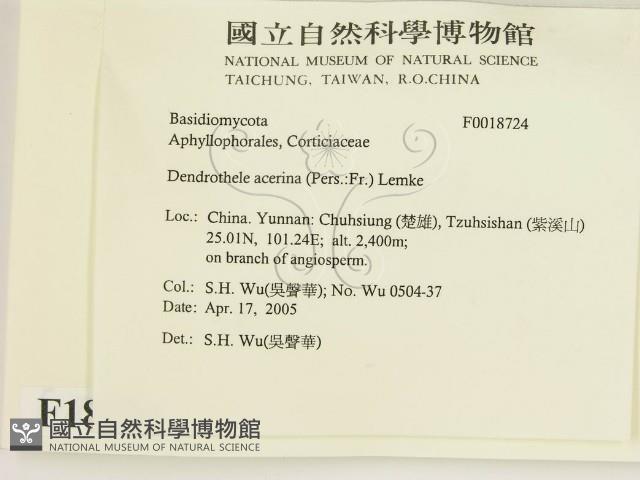 國立自然科學博物館
NATIONAL MUSEUM OF NATURAL SCIENCE
TAICHUNG, TAIWAN, R.O.CHINA
Basidiomycota F0018724
Aphyllophorales, Corticiaceae
Dendrothele acerina (Pers.:Fr.) Lemke
Loc.: China. Yunnan: Chuhsiung (楚雄), Tzuhsishan (紫溪山)
25.01N, 101.24E; alt. 2,400m;
on branch of angiosperm.
Col.: S.H. Wu(吳聲華); No. Wu 0504-37
Date: Apr. 17, 2005
Det.: S.H. Wu(吳聲華)
F18
國立自然科學博物館
NATIONAL MUSEUM OF NATURAL SCIENCE